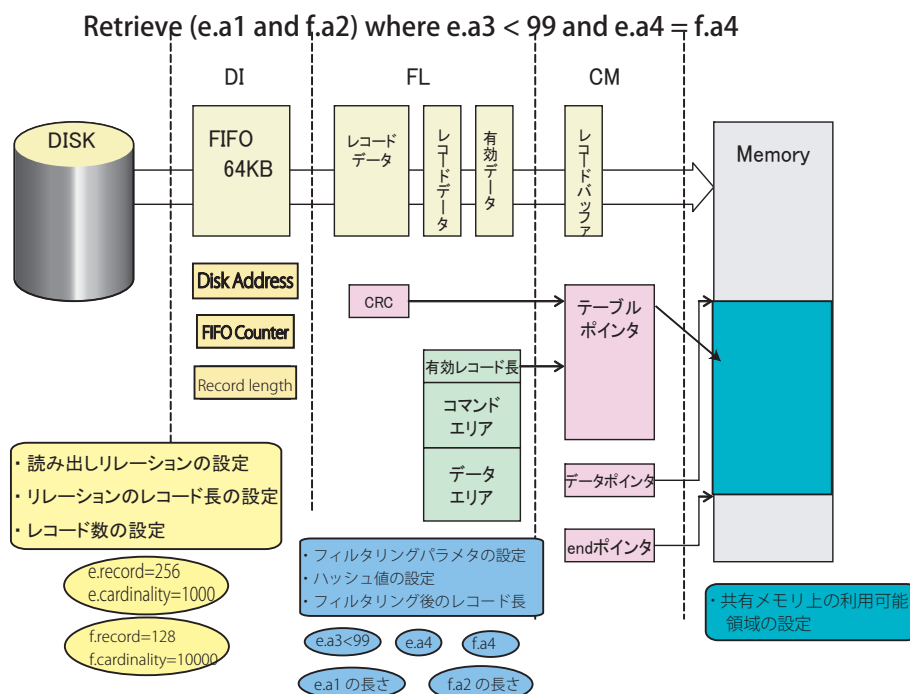 Retrieve (e.a1 and f.a2) where e.a3 < 99 and e.a4 = f.a4
DI
FL
CM
DISK
FIFO
64KB
レコード
データ
レコードデータ
有効データ
レコードバッファ
Memory
Disk Address
FIFO Counter
Record length
CRC
テーブル
ポインタ
有効レコード長
コマンド
エリア
データ
エリア
データポインタ
endポインタ
・読み出しリレーションの設定
・リレーションのレコード長の設定
・レコード数の設定
e.record=256
e.cardinality=1000
f.record=128
f.cardinality=10000
・フィルタリングパラメタの設定
・ハッシュ値の設定
・フィルタリング後のレコード長
e.a3<99
e.a4
f.a4
e.a1 の長さ
f.a2 の長さ
・共有メモリ上の利用可能
領域の設定